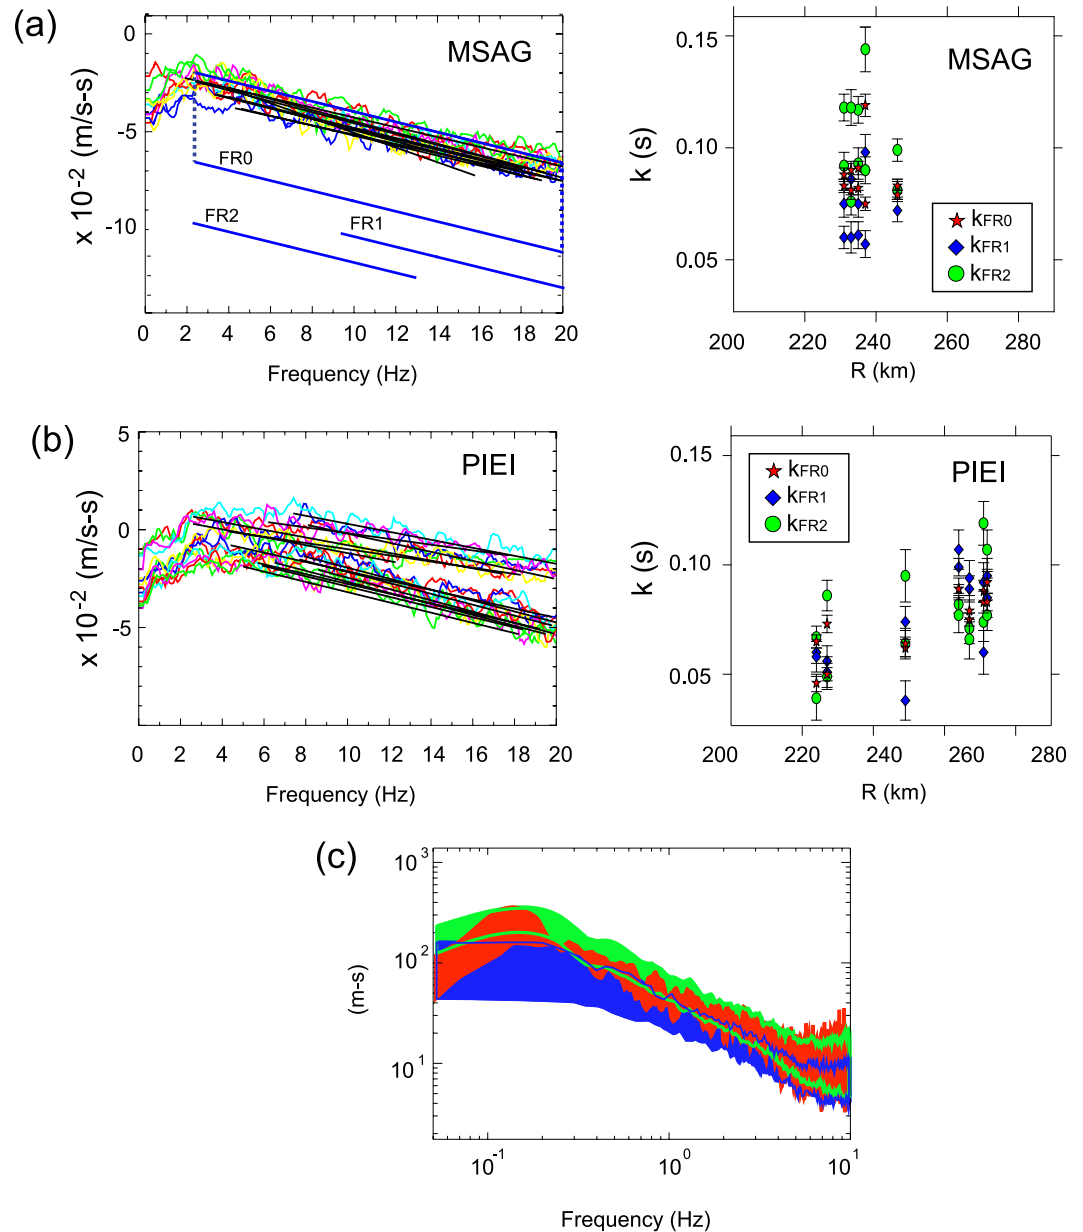 (a)
MSAG
x 10⁻² (m/s-s)
0
-5
-10
FR0
FR2
FR1
0 2 4 6 8 10 12 14 16 18 20
Frequency (Hz)
MSAG
k (s)
0.15
0.10
0.05
kFR0
kFR1
kFR2
200 220 240 260 280
R (km)
(b)
PIEI
x 10⁻² (m/s-s)
5
0
-5
0 2 4 6 8 10 12 14 16 18 20
Frequency (Hz)
PIEI
k (s)
0.15
0.10
0.05
kFR0
kFR1
kFR2
200 220 240 260 280
R (km)
(c)
(m-s)
10³
10²
10¹
10⁻¹ 10⁰ 10¹
Frequency (Hz)